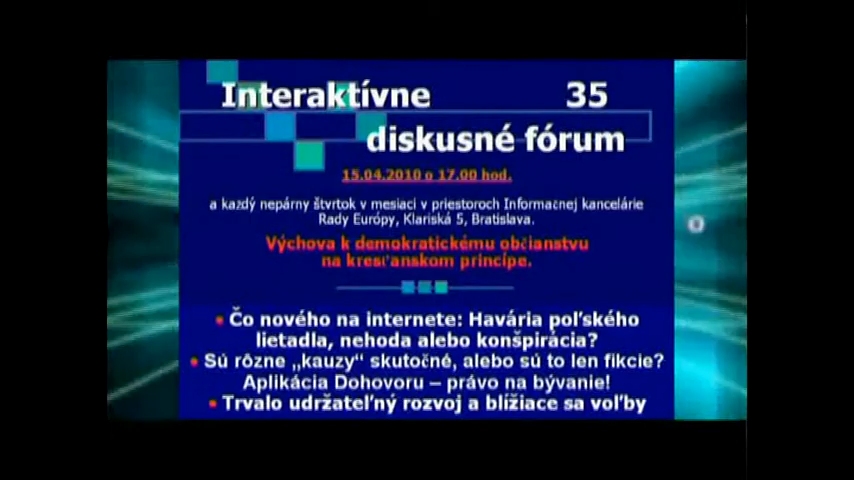 Interaktívne 35
diskusné fórum
15.04.2010 o 17.00 hod.
a každý nepárny štvrtok v mesiaci v priestoroch Informačnej kancelárie
Rady Európy, Klariská 5, Bratislava.
Výchova k demokratickému občianstvu
na kresťanskom princípe.
• Čo nového na internete: Havária poľského
lietadla, nehoda alebo konšpirácia?
• Sú rôzne „kauzy“ skutočné, alebo sú to len fikcie?
Aplikácia Dohovoru – právo na bývanie!
• Trvalo udržateľný rozvoj a blížiace sa voľby